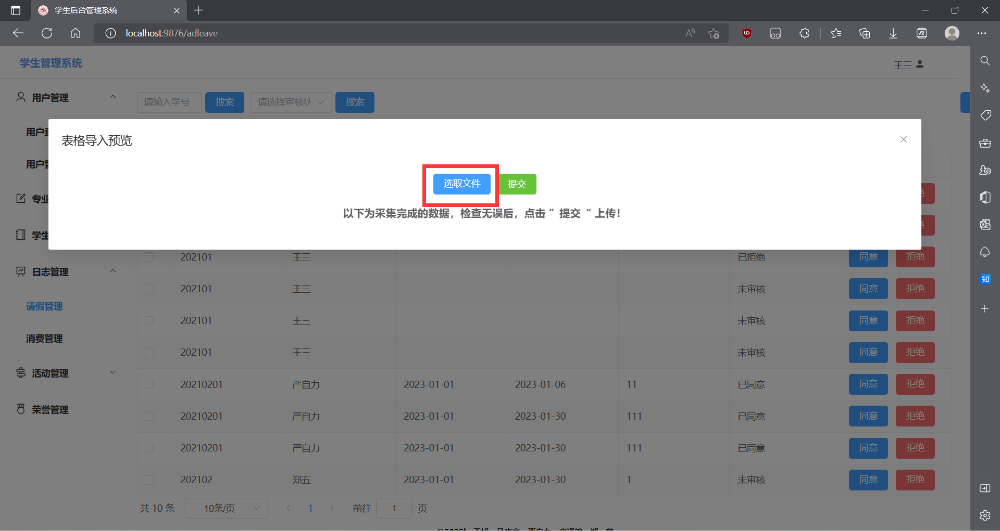 学生后台管理系统
localhost:9876/adleave
学生管理系统
王三
用户管理
请输入学号 搜索 请选择审核状 搜索
用户
表格导入预览
用户
选取文件 提交
专业
以下为采集完成的数据，检查无误后，点击 ” 提交 “ 上传！
学生
202101 王三 已拒绝 同意 拒绝
日志管理
202101 王三 未审核 同意 拒绝
请假管理
202101 王三 未审核 同意 拒绝
消费管理
202101 王三 未审核 同意 拒绝
活动管理
20210201 严自力 2023-01-01 2023-01-06 11 已同意 同意 拒绝
荣誉管理
20210201 严自力 2023-01-01 2023-01-30 111 已同意 同意 拒绝
20210201 严自力 2023-01-01 2023-01-30 111 已同意 同意 拒绝
202102 郑五 2023-01-01 2023-01-30 1 未审核 同意 拒绝
共 10 条 10条/页 1 前往 1 页
知